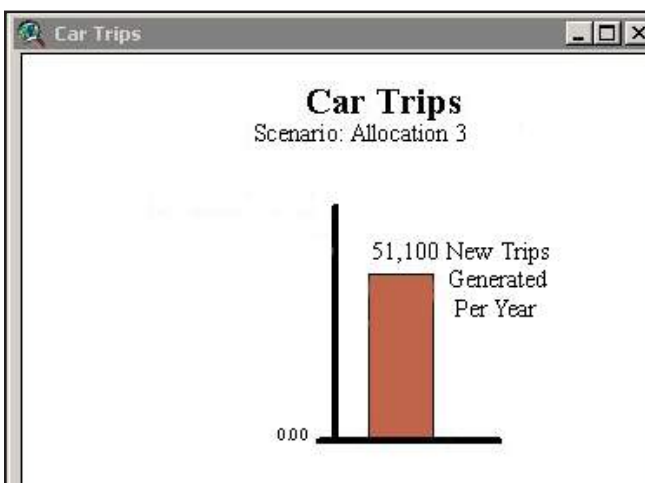 Car Trips
Car Trips
Scenario: Allocation 3
51,100 New Trips
Generated
Per Year
0.00